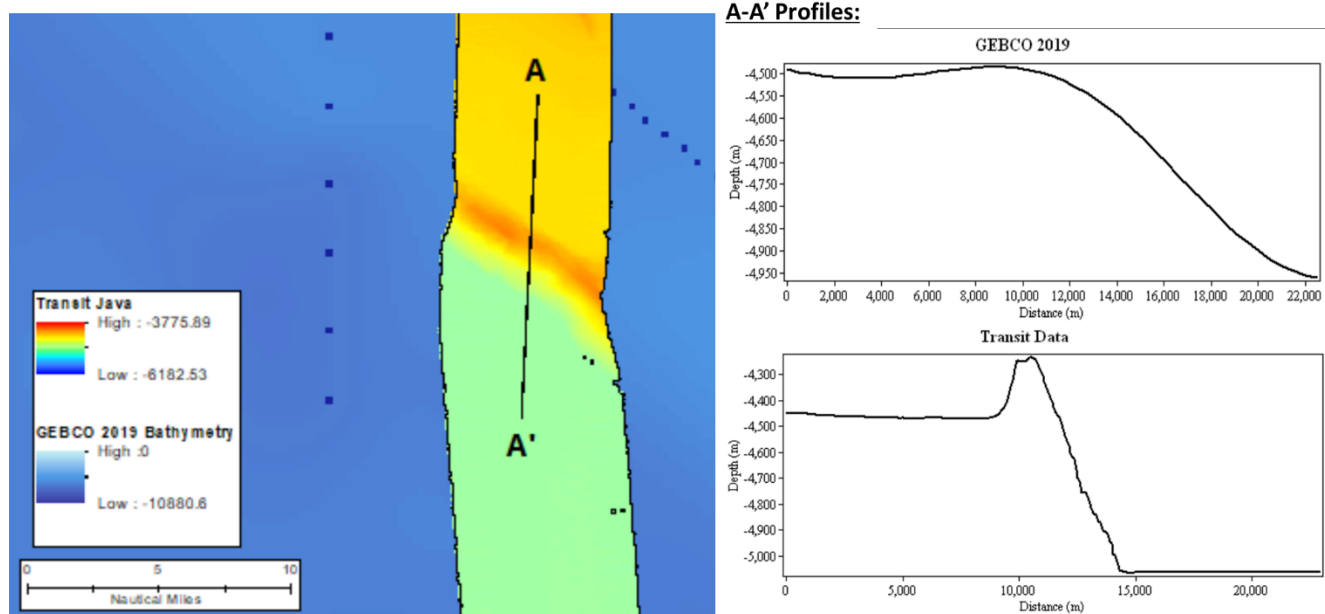 A
A'
Transit Java
High : -3775.89
Low : -6182.53
GEBCO 2019 Bathymetry
High :0
Low : -10880.6
0 5 10
Nautical Miles
A-A’ Profiles:
GEBCO 2019
Depth (m)
-4,500
-4,550
-4,600
-4,650
-4,700
-4,750
-4,800
-4,850
-4,900
-4,950
0 2,000 4,000 6,000 8,000 10,000 12,000 14,000 16,000 18,000 20,000 22,000
Distance (m)
Transit Data
Depth (m)
-4,300
-4,400
-4,500
-4,600
-4,700
-4,800
-4,900
-5,000
0 5,000 10,000 15,000 20,000
Distance (m)